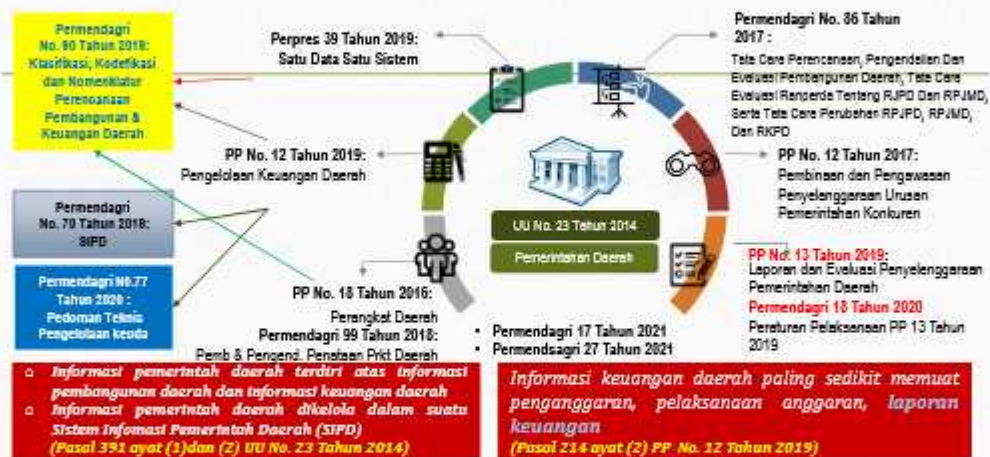 Permendagri
No. 90 Tahun 2019:
Klasifikasi, Kodefikasi
dan Nomenklatur
Perencanaan
Pembangunan &
Keuangan Daerah
Permendagri
No. 70 Tahun 2019:
SIPD
Permendagri N0.77
Tahun 2020 :
Pedoman Teknis
Pengelolaan keuda
Perpres 39 Tahun 2019:
Satu Data Satu Sistem
PP No. 12 Tahun 2019:
Pengelolaan Keuangan Daerah
PP No. 18 Tahun 2016:
Perangkat Daerah
Permendagri 99 Tahun 2018:
Pemb & Pengend. Penataan Prkt Daerah
UU No. 23 Tahun 2014
Pemerintahan Daerah
• Permendagri 17 Tahun 2021
• Permendsagri 27 Tahun 2021
Permendagri No. 86 Tahun
2017 :
Tata Cara Perencanaan, Pengendalian Dan
Evaluasi Pembangunan Daerah, Tata Cara
Evaluasi Ranperda Tentang RJPD Dan RPJMD,
Serta Tata Cara Perubahan RPJPD, RPJMD,
Dan RKPD
PP No. 12 Tahun 2017:
Pembinaan dan Pengawasan
Penyelenggaraan Urusan
Pemerintahan Konkuren
PP No. 13 Tahun 2019:
Laporan dan Evaluasi Penyelenggaraan
Pemerintahan Daerah
Permendagri 18 Tahun 2020
Peraturan Pelaksanaan PP 13 Tahun
2019
o Informasi pemerintah daerah terdiri atas informasi
pembangunan daerah dan informasi keuangan daerah
o Informasi pemerintah daerah dikelola dalam suatu
Sistem Infomasi Pemerintah Daerah (SIPD)
(Pasal 391 ayat (1)dan (2) UU No. 23 Tahun 2014)
Informasi keuangan daerah paling sedikit memuat
penganggaran, pelaksanaan anggaran, laporan
keuangan
(Pasal 214 ayat (2) PP No. 12 Tahun 2019)